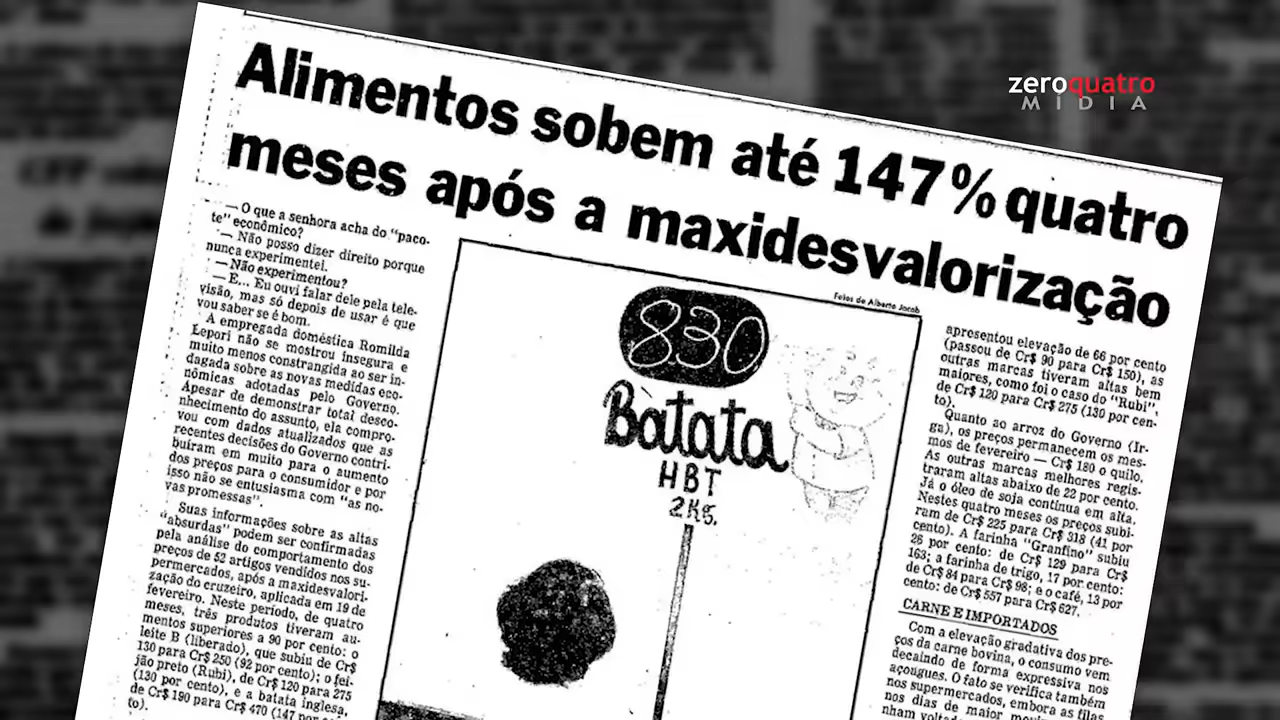 zeroquatro
MÍDIA
Alimentos sobem até 147% quatro
meses após a maxidesvalorização
— O que a senhora acha do "paco-
te" econômico?
— Não posso dizer direito porque
nunca experimentei.
— Não experimentou?
— É... Eu ouvi falar dele pela tele-
visão, mas só depois de usar é que
vou saber se é bom.
A empregada doméstica Romilda
Lepori não se mostrou insegura e
muito menos constrangida ao ser in-
dagada sobre as novas medidas eco-
nômicas adotadas pelo Governo.
Apesar de demonstrar total desco-
nhecimento do assunto, ela compro-
vou com dados atualizados que as
recentes decisões do Governo contri-
buíram em muito para o aumento
dos preços para o consumidor e por
isso não se entusiasma com "as no-
vas promessas".
Suas informações sobre as altas
"absurdas" podem ser confirmadas
pela análise do comportamento dos
preços de 52 artigos vendidos nos su-
permercados, após a maxidesvalori-
zação do cruzeiro, aplicada em 19 de
fevereiro. Neste período, de quatro
meses, três produtos tiveram au-
mentos superiores a 90 por cento: o
leite B (liberado), que subiu de Cr$
130 para Cr$ 250 (92 por cento); o fei-
jão preto (Rubi), de Cr$ 120 para 275
(130 por cento), e a batata inglesa,
de Cr$ 190 para Cr$ 470 (147 por
to).
Fotos de Alberto Jacob
830
Batata
HBT
2Kg.
apresentou elevação de 66 por cento
(passou de Cr$ 90 para Cr$ 150), as
outras marcas tiveram altas bem
maiores, como foi o caso do "Rubi",
de Cr$ 120 para Cr$ 275 (130 por cen-
to).
Quanto ao arroz do Governo (Ir-
ga), os preços permanecem os mes-
mos de fevereiro — Cr$ 180 o quilo.
As outras marcas melhores regis-
traram altas abaixo de 22 por cento.
Já o óleo de soja continua em alta.
Nestes quatro meses os preços subi-
ram de Cr$ 225 para Cr$ 318 (41 por
cento). A farinha "Granfino" subiu
26 por cento: de Cr$ 129 para Cr$
163; a farinha de trigo, 17 por cento:
de Cr$ 84 para Cr$ 98; e o café, 13 por
cento: de Cr$ 557 para Cr$ 627.
CARNE E IMPORTADOS
Com a elevação gradativa dos pre-
ços da carne bovina, o consumo vem
decaindo de forma expressiva nos
açougues. O fato se verifica também
nos supermercados, embora as filas
nos dias de maior